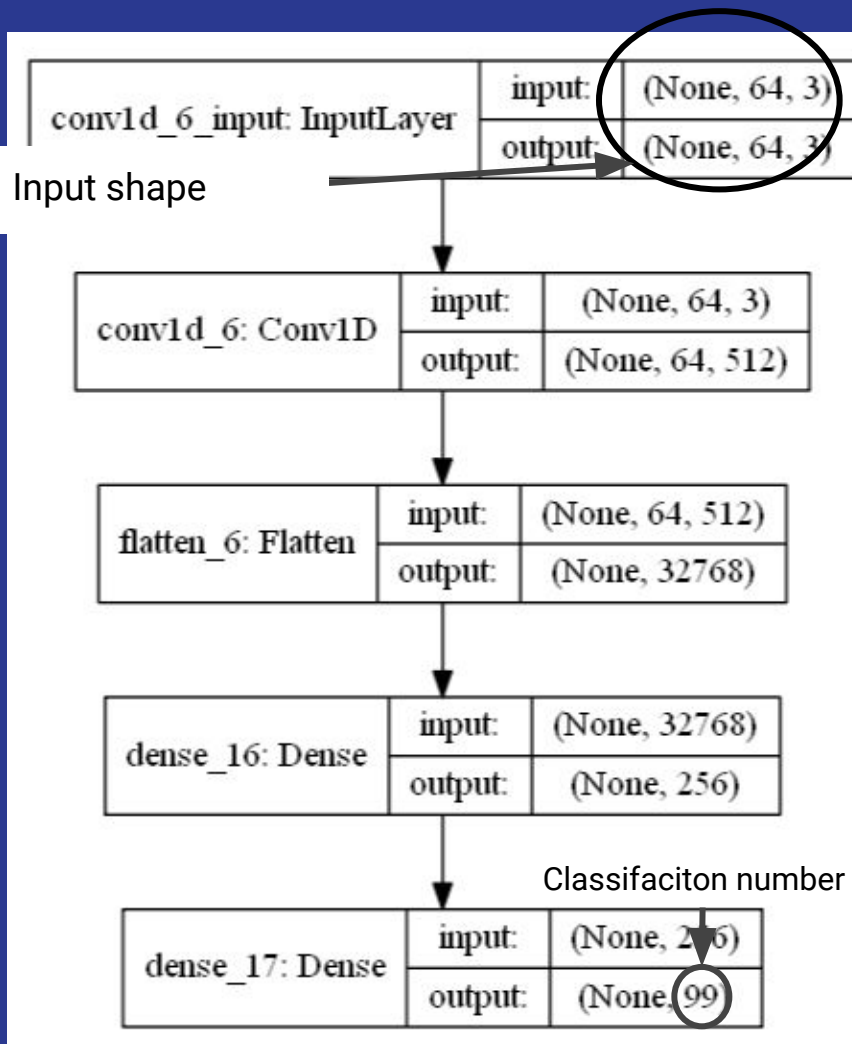 conv1d_6_input: InputLayer
input: (None, 64, 3)
output: (None, 64, 3)
Input shape
conv1d_6: Conv1D
input: (None, 64, 3)
output: (None, 64, 512)
flatten_6: Flatten
input: (None, 64, 512)
output: (None, 32768)
dense_16: Dense
input: (None, 32768)
output: (None, 256)
Classifaciton number
dense_17: Dense
input: (None, 256)
output: (None, 99)